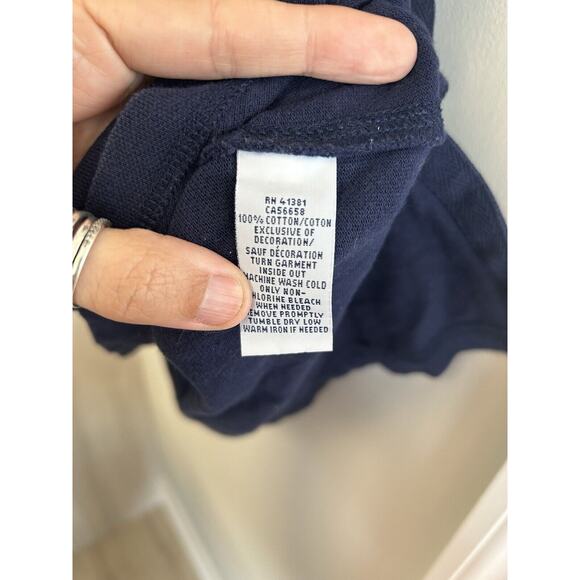 RN 41381
CA56658
100% COTTON/COTON
EXCLUSIVE OF
DECORATION/
SAUF DÉCORATION
TURN GARMENT
INSIDE OUT
MACHINE WASH COLD
ONLY NON-
CHLORINE BLEACH
WHEN NEEDED
REMOVE PROMPTLY
TUMBLE DRY LOW
WARM IRON IF NEEDED